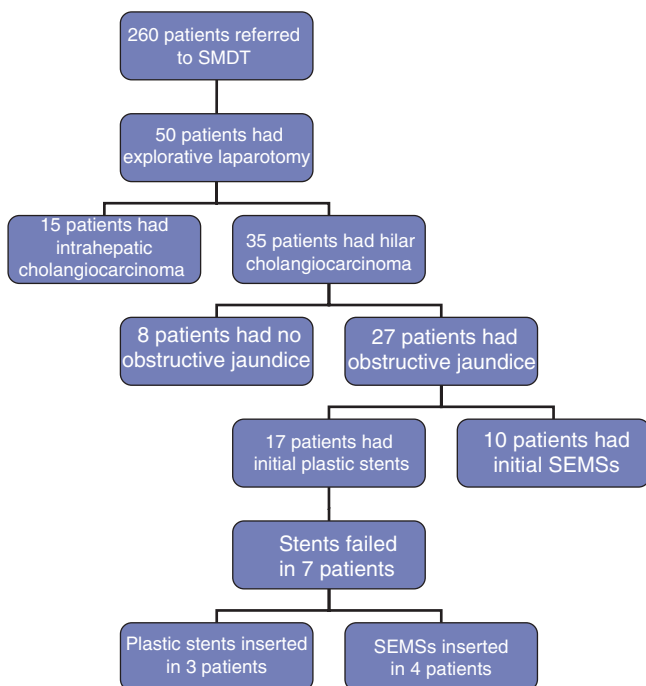 260 patients referred
to SMDT
50 patients had
explorative laparotomy
15 patients had
intrahepatic
cholangiocarcinoma
35 patients had hilar
cholangiocarcinoma
8 patients had no
obstructive jaundice
27 patients had
obstructive jaundice
17 patients had
initial plastic stents
10 patients had
initial SEMSs
Stents failed
in 7 patients
Plastic stents inserted
in 3 patients
SEMSs inserted
in 4 patients